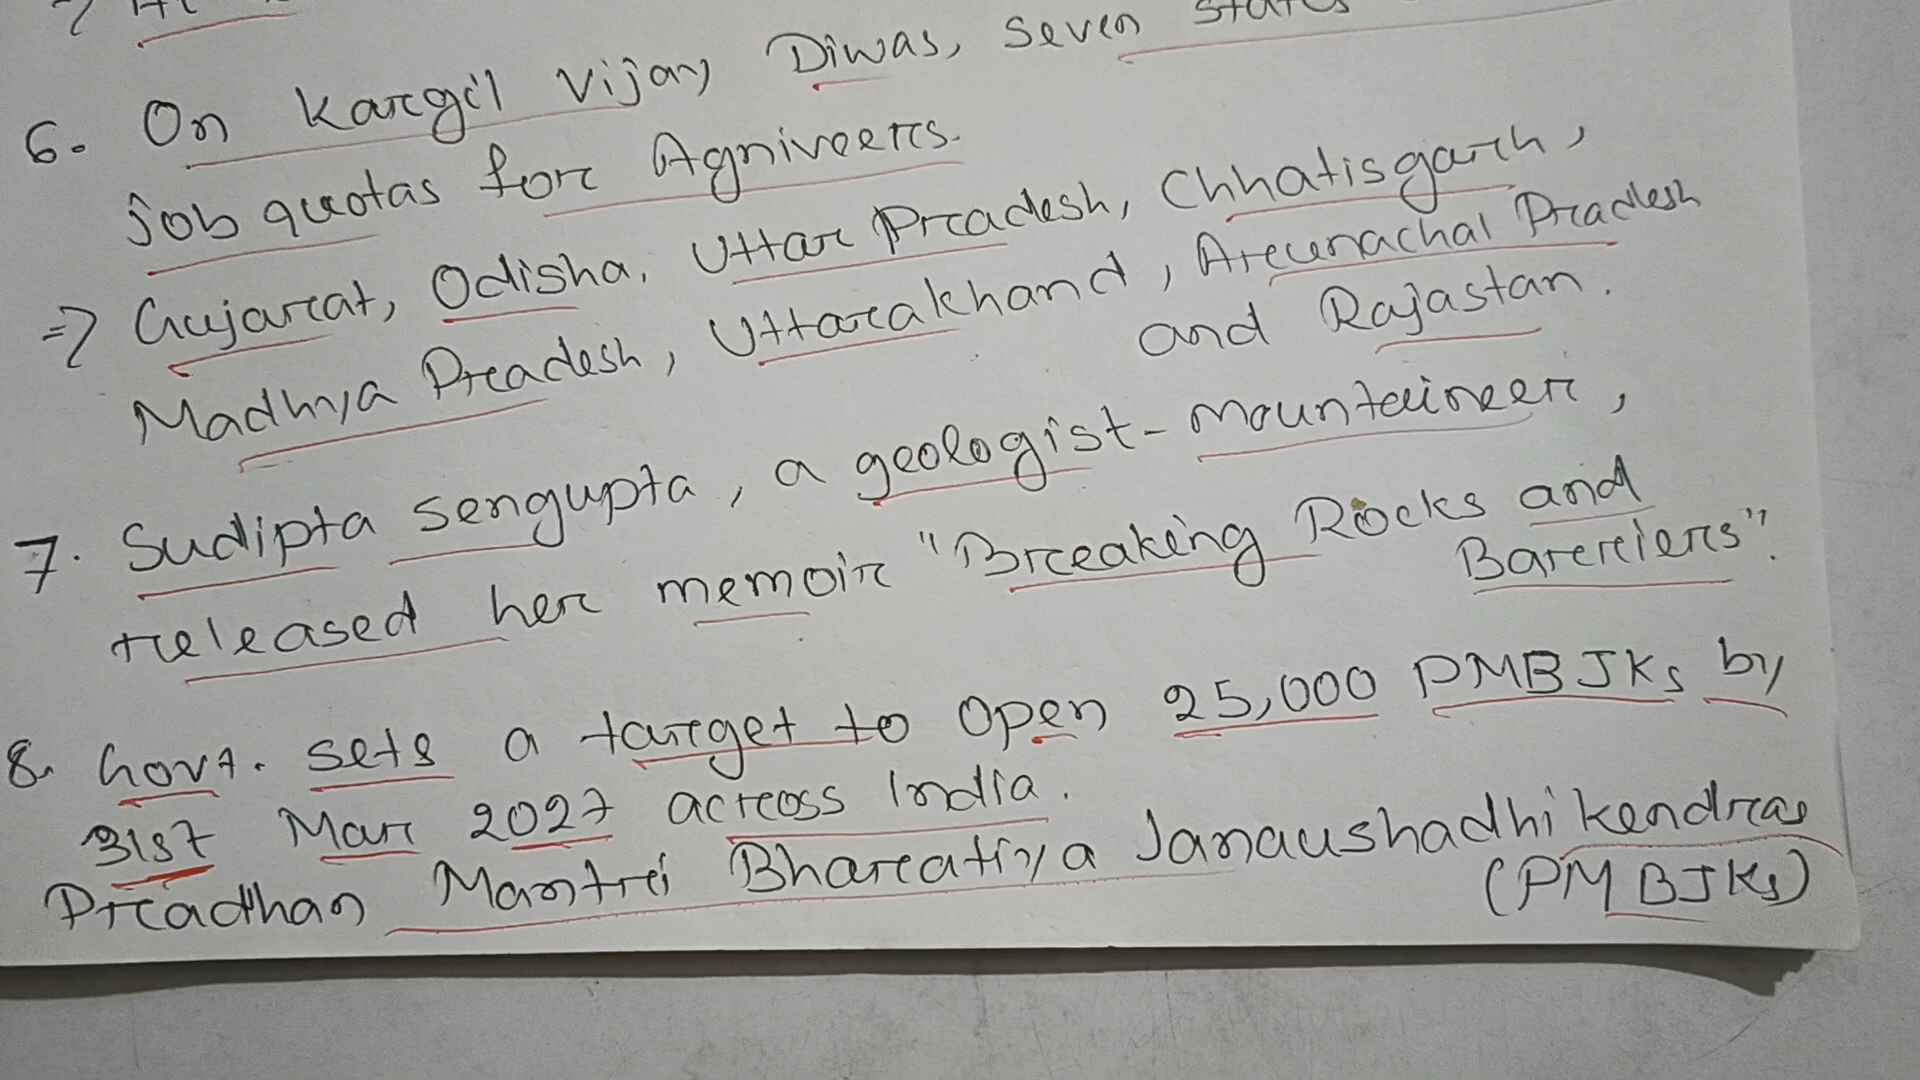 6. On Kargil Vijay Diwas, Seven
job quotas for Agniveers.
=> Gujarat, Odisha, Uttar Pradesh, Chhatisgarh,
Madhya Pradesh, Uttarakhand, Arunachal Pradesh
and Rajastan.
7. Sudipta Sengupta, a geologist-mountaineer,
released her memoir "Breaking Rocks and
Barriers".
8. Govt. sets a target to open 25,000 PMBJKs by
31st Mar 2027 across India.
Pradhan Mantri Bharatiya Janaushadhi Kendras
(PMBJKs)